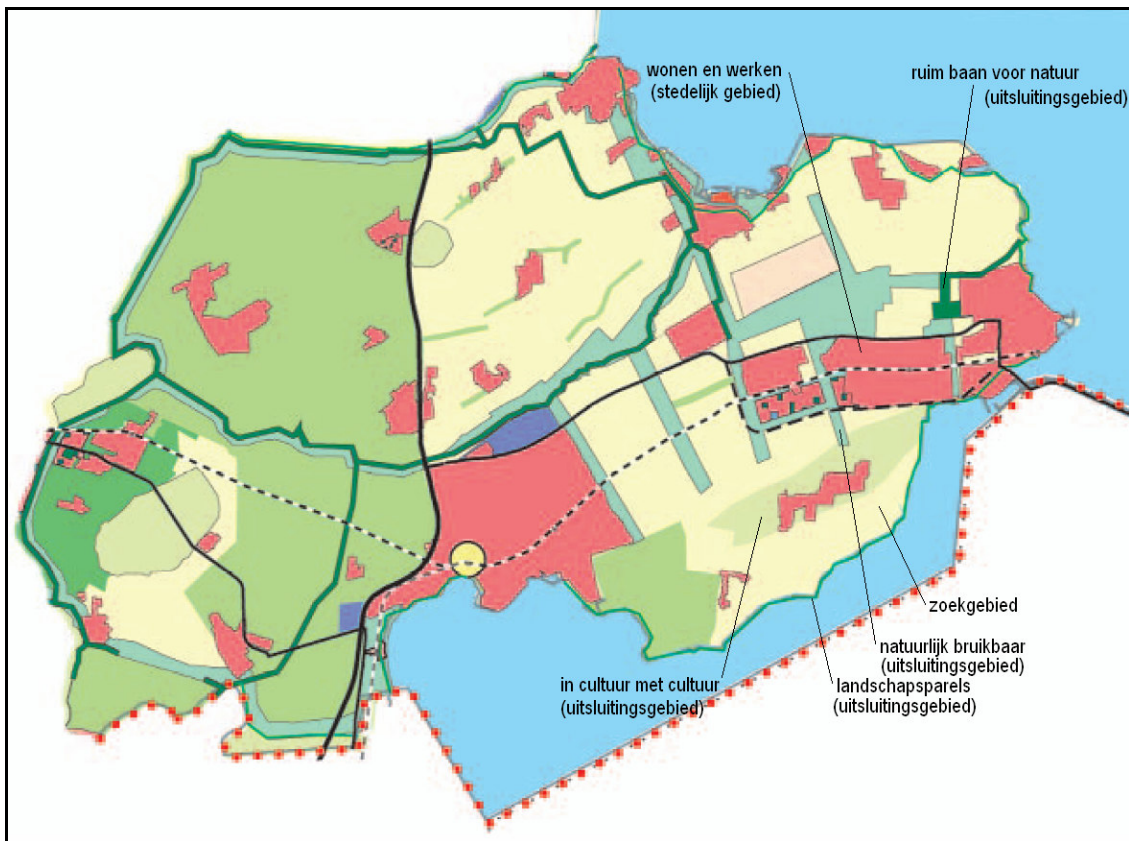 wonen en werken
(stedelijk gebied)
ruim baan voor natuur
(uitsluitingsgebied)
zoekgebied
natuurlijk bruikbaar
(uitsluitingsgebied)
landschapsparels
(uitsluitingsgebied)
in cultuur met cultuur
(uitsluitingsgebied)